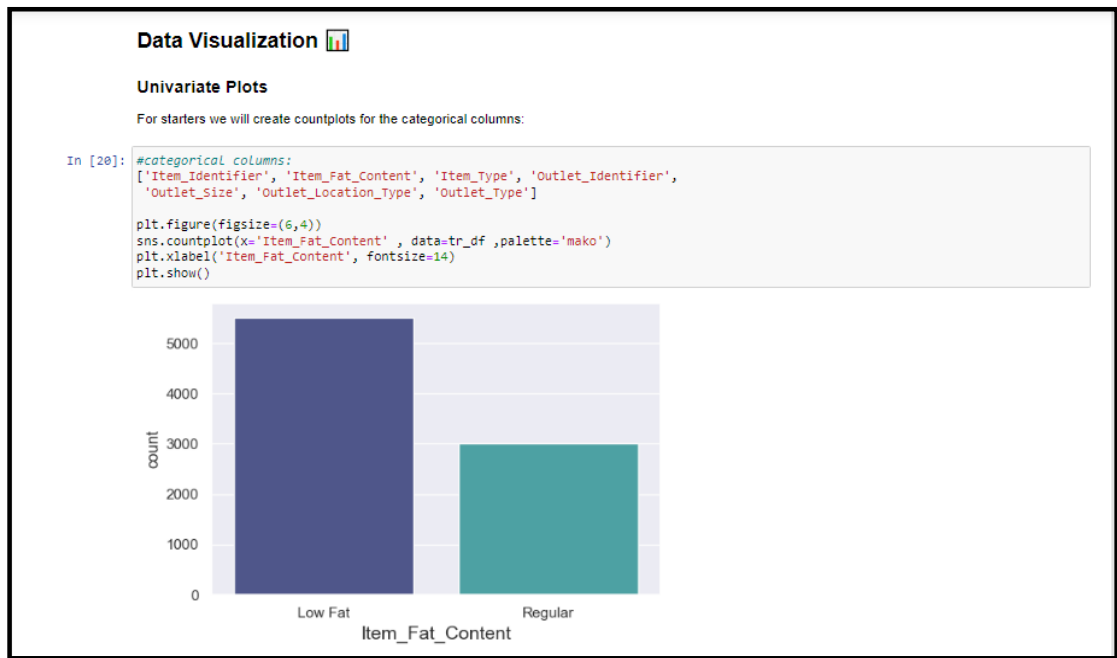 Data Visualization 📊
Univariate Plots
For starters we will create countplots for the categorical columns:
In [20]: #categorical columns:
['Item_Identifier', 'Item_Fat_Content', 'Item_Type', 'Outlet_Identifier',
 'Outlet_Size', 'Outlet_Location_Type', 'Outlet_Type']
plt.figure(figsize=(6,4))
sns.countplot(x='Item_Fat_Content' , data=tr_df ,palette='mako')
plt.xlabel('Item_Fat_Content', fontsize=14)
plt.show()
5000
4000
3000
2000
1000
0
count
Low Fat Regular
Item_Fat_Content